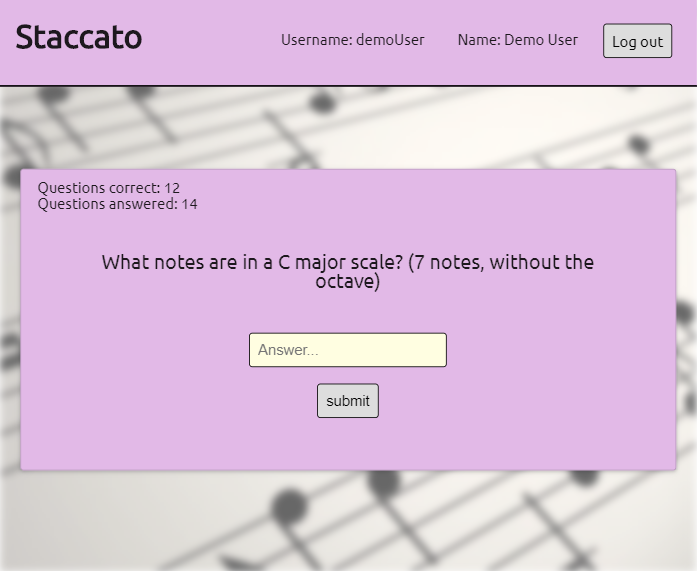 Staccato
Username: demoUser
Name: Demo User
Log out
Questions correct: 12
Questions answered: 14
What notes are in a C major scale? (7 notes, without the
octave)
Answer...
submit